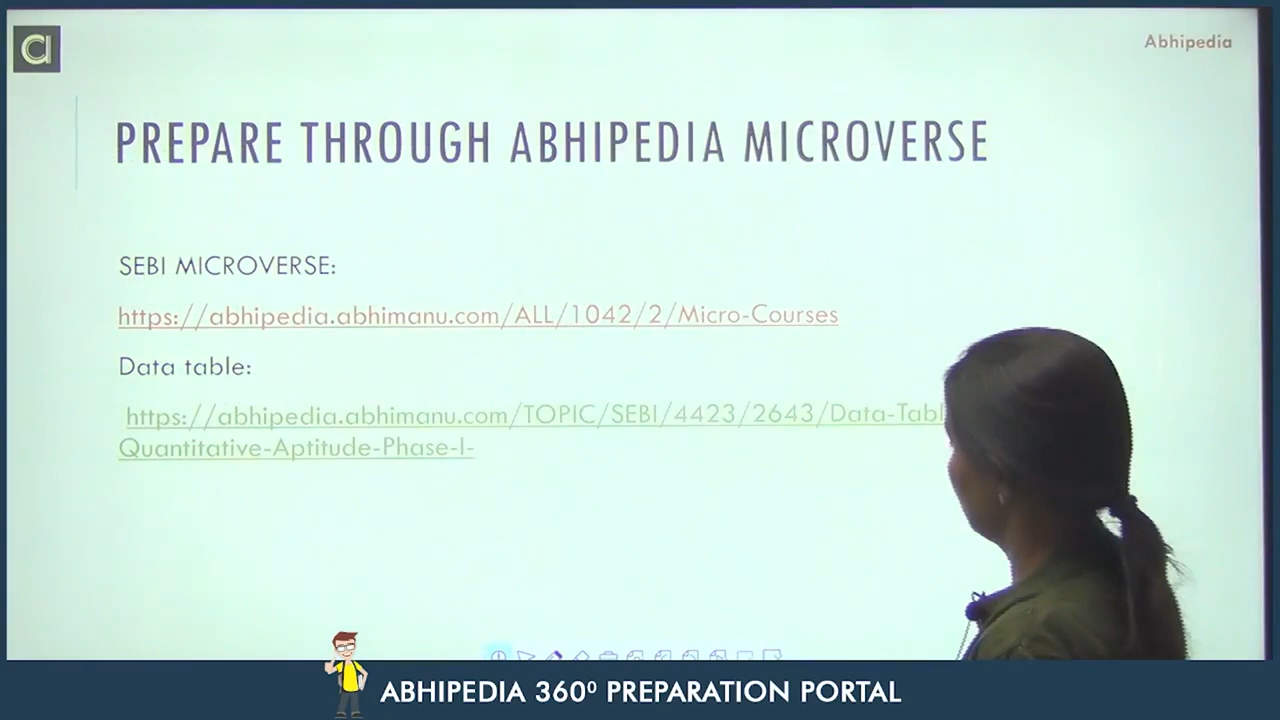 Abhipedia
PREPARE THROUGH ABHIPEDIA MICROVERSE
SEBI MICROVERSE:
https://abhipedia.abhimanu.com/ALL/1042/2/Micro-Courses
Data table:
https://abhipedia.abhimanu.com/TOPIC/SEBI/4423/2643/Data-Tabl
Quantitative-Aptitude-Phase-I-
ABHIPEDIA 360⁰ PREPARATION PORTAL